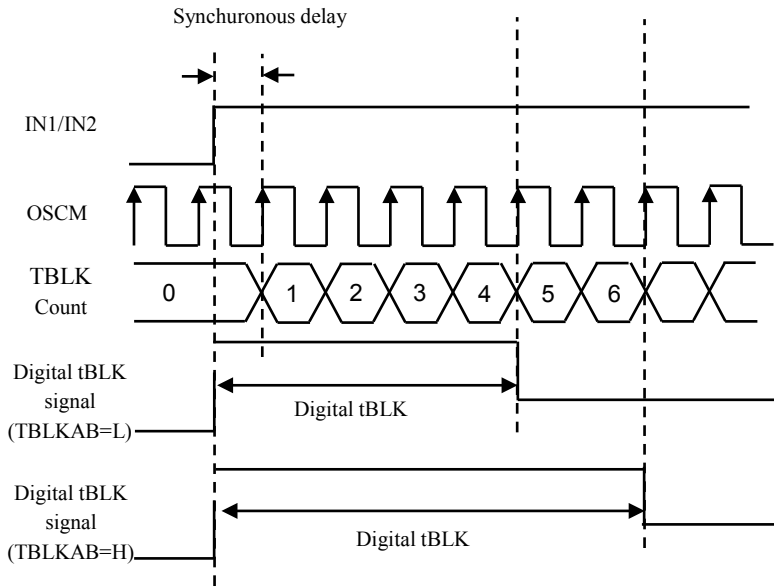 Synchuronous delay
IN1/IN2
OSCM
TBLK
Count
0
1
2
3
4
5
6
Digital tBLK
signal
(TBLKAB=L)
Digital tBLK
Digital tBLK
signal
(TBLKAB=H)
Digital tBLK